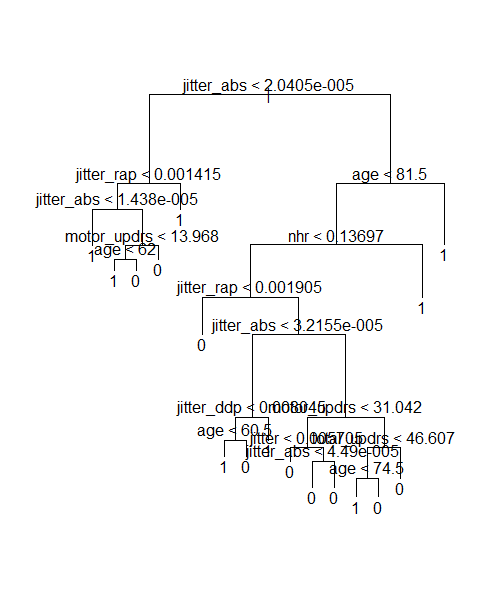 jitter_abs < 2.0405e-005
1
jitter_rap < 0.001415
age < 81.5
jitter_abs < 1.438e-005
1
motor_updrs < 13.968
nhr < 0.13697
1
age < 62
1
0
1 0
jitter_rap < 0.001905
1
0
jitter_abs < 3.2155e-005
jitter_ddp < 0.008045
motor_updrs < 31.042
age < 60.5
jitter < 0.005705
total_updrs < 46.607
1
jitter_abs < 4.49e-005
1 0
0
age < 74.5
0 0
0
1 0